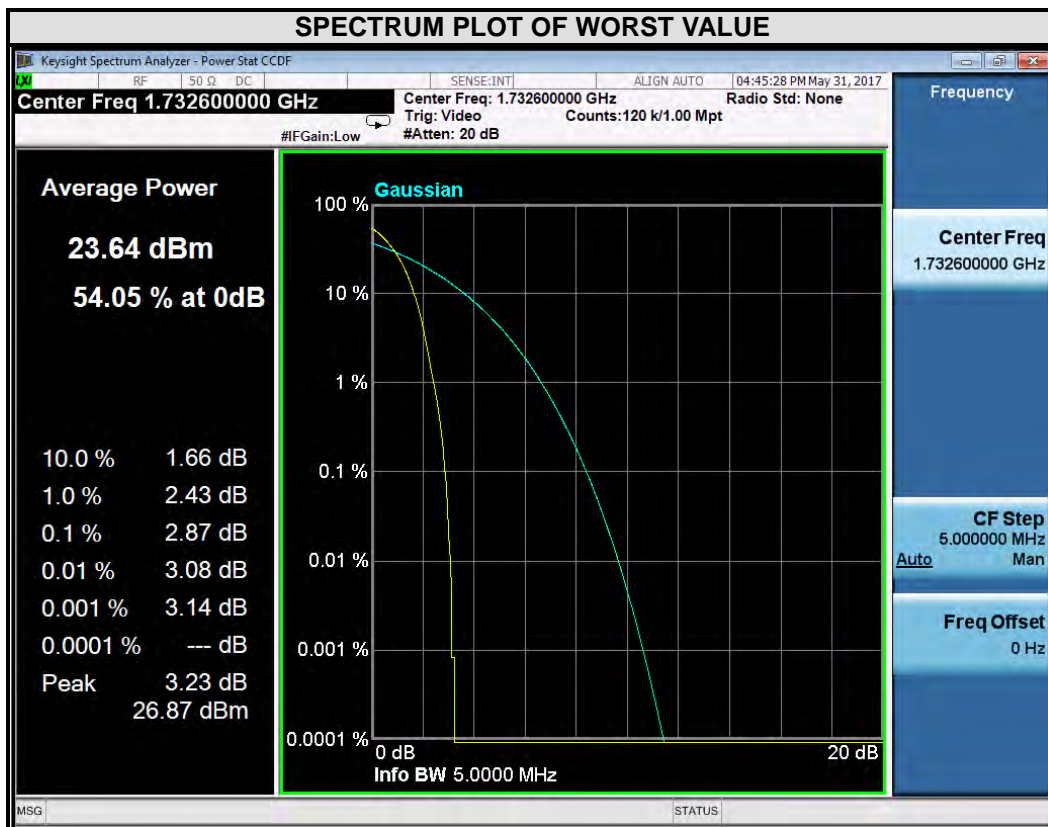 SPECTRUM PLOT OF WORST VALUE
Keysight Spectrum Analyzer - Power Stat CCDF
LXI RF 50 Ω DC SENSE:INT ALIGN AUTO 04:45:28 PM May 31, 2017
Center Freq 1.732600000 GHz
#IFGain:Low
Center Freq: 1.732600000 GHz Radio Std: None
Trig: Video Counts:120 k/1.00 Mpt
#Atten: 20 dB
Average Power
23.64 dBm
54.05 % at 0dB
10.0 % 1.66 dB
1.0 % 2.43 dB
0.1 % 2.87 dB
0.01 % 3.08 dB
0.001 % 3.14 dB
0.0001 % --- dB
Peak 3.23 dB
26.87 dBm
Gaussian
100 %
10 %
1 %
0.1 %
0.01 %
0.001 %
0.0001 %
0 dB 20 dB
Info BW 5.0000 MHz
Frequency
Center Freq
1.732600000 GHz
CF Step
5.000000 MHz
Auto Man
Freq Offset
0 Hz
MSG STATUS